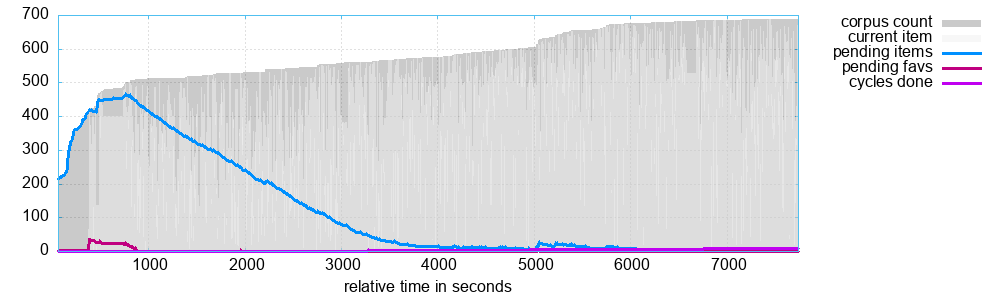 700
600
500
400
300
200
100
0
1000 2000 3000 4000 5000 6000 7000
relative time in seconds
corpus count
current item
pending items
pending favs
cycles done